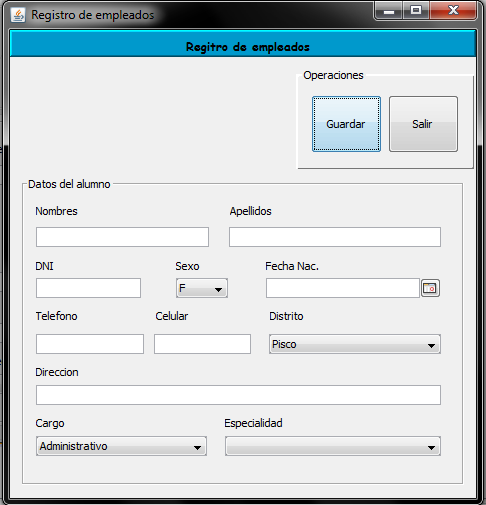 Registro de empleados
Regitro de empleados
Operaciones
Guardar Salir
Datos del alumno
Nombres Apellidos
DNI Sexo Fecha Nac.
F
Telefono Celular Distrito
Pisco
Direccion
Cargo Especialidad
Administrativo